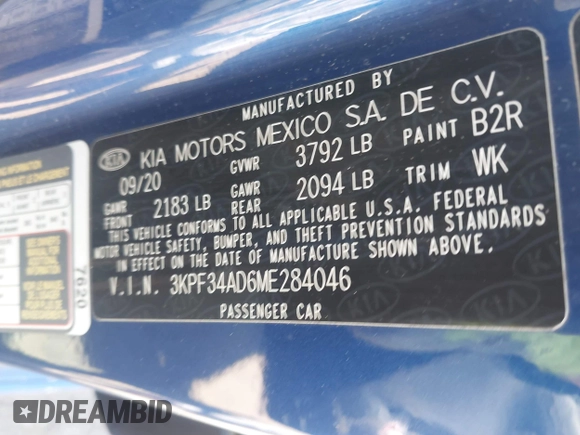 MANUFACTURED BY
KIA KIA MOTORS MEXICO S.A. DE C.V.
09/20 GVWR 3792 LB PAINT B2R
GAWR FRONT 2183 LB GAWR REAR 2094 LB TRIM WK
THIS VEHICLE CONFORMS TO ALL APPLICABLE U.S.A. FEDERAL
MOTOR VEHICLE SAFETY, BUMPER, AND THEFT PREVENTION STANDARDS
IN EFFECT ON THE DATE OF MANUFACTURE SHOWN ABOVE.
V.I.N. 3KPF34AD6ME284046
PASSENGER CAR
7620
DREAMBID